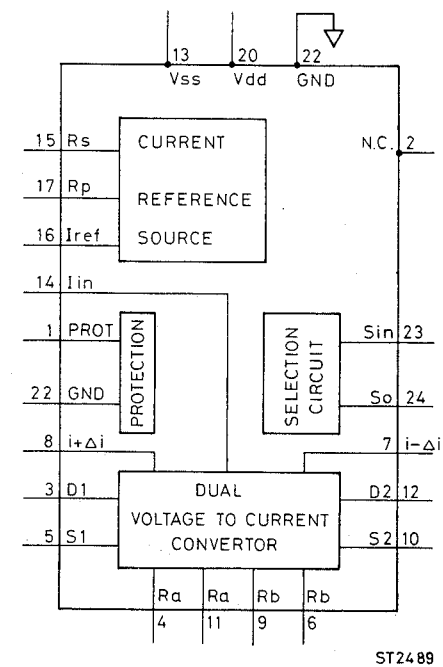 13 20 22
Vss Vdd GND
15 Rs CURRENT N.C. 2
17 Rp REFERENCE
16 Iref SOURCE
14 Iin
1 PROT PROTECTION SELECTION CIRCUIT Sin 23
22 GND So 24
8 i+Δi 7 i-Δi
3 D1 DUAL D2 12
VOLTAGE TO CURRENT
5 S1 CONVERTOR S2 10
Ra Ra Rb Rb
4 11 9 6
ST2489